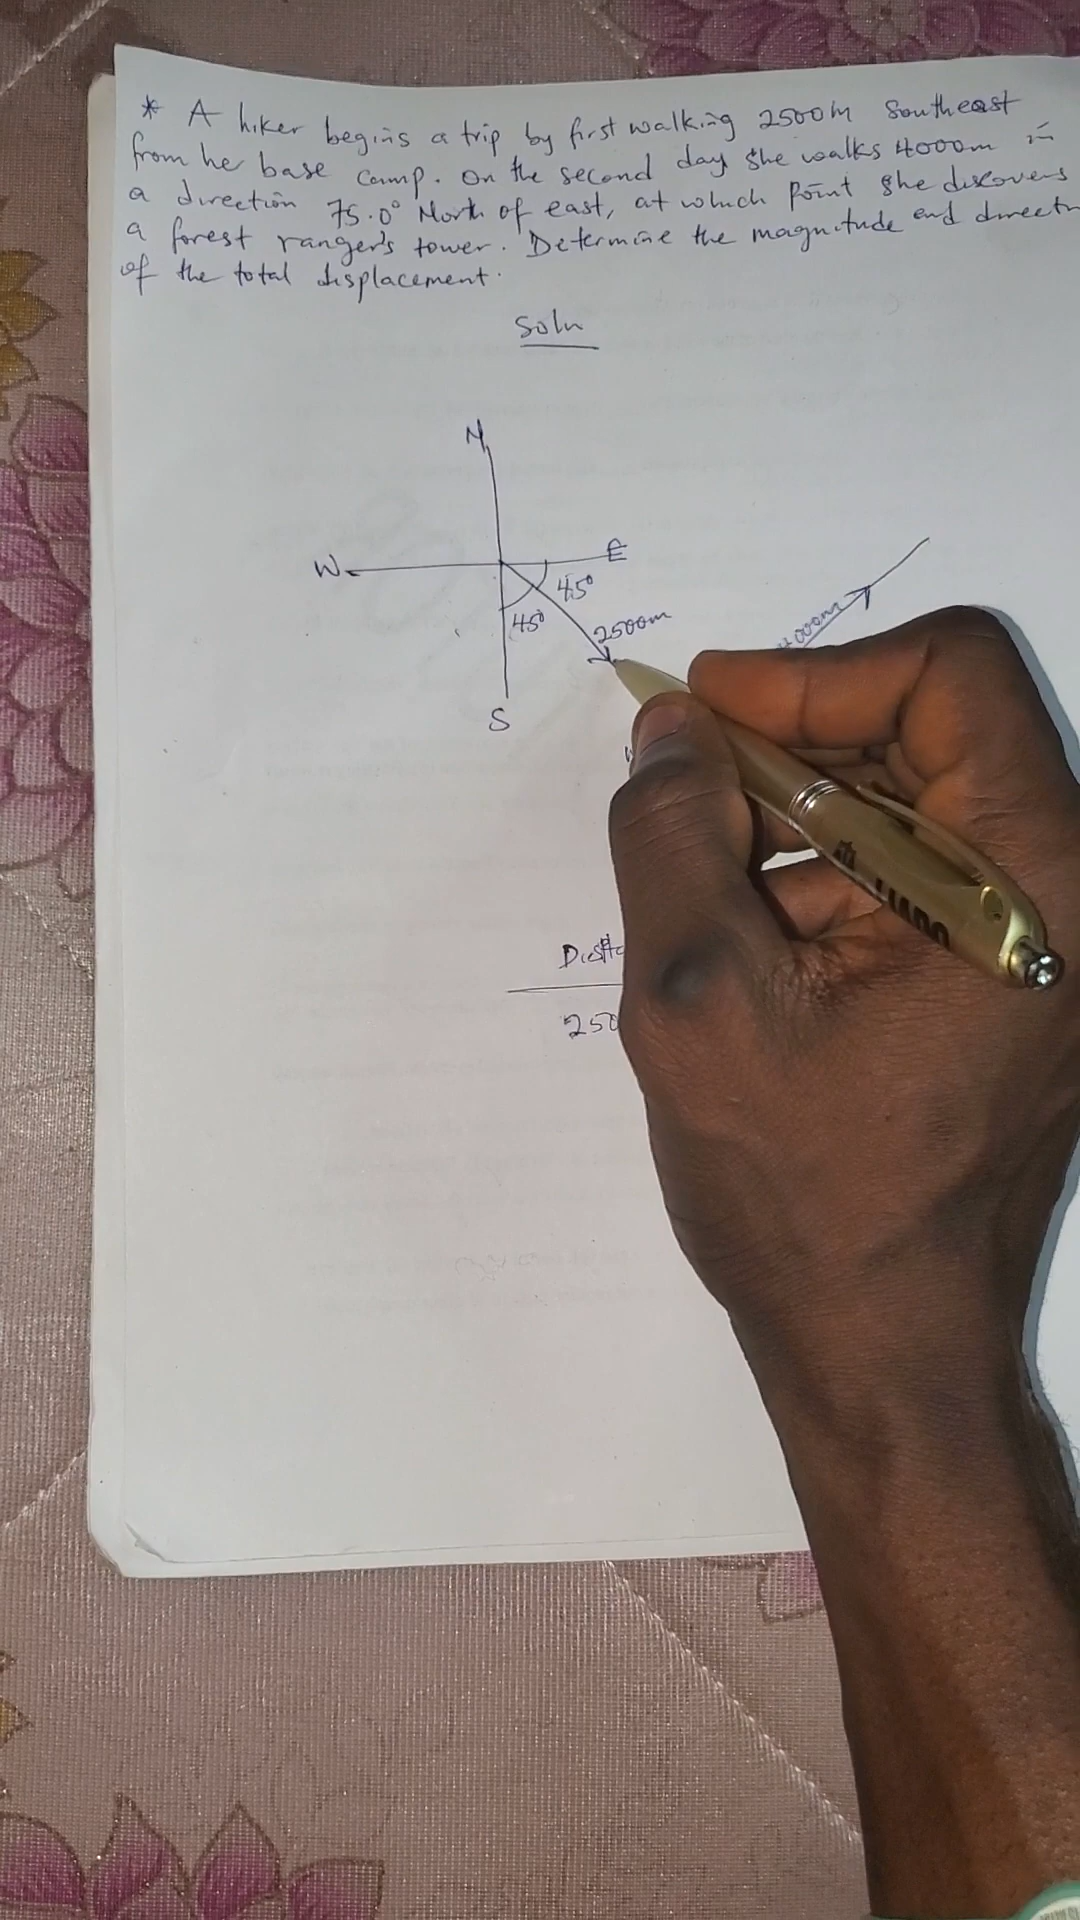 * A hiker begins a trip by first walking 2500m Southeast
from he base camp. On the second day she walks 4000m in
a direction 75.0° North of east, at which point she discovers
a forest ranger's tower. Determine the magnitude and directn
of the total displacement.
Soln
N
W
E
45°
45°
2500m
4000m
S
250